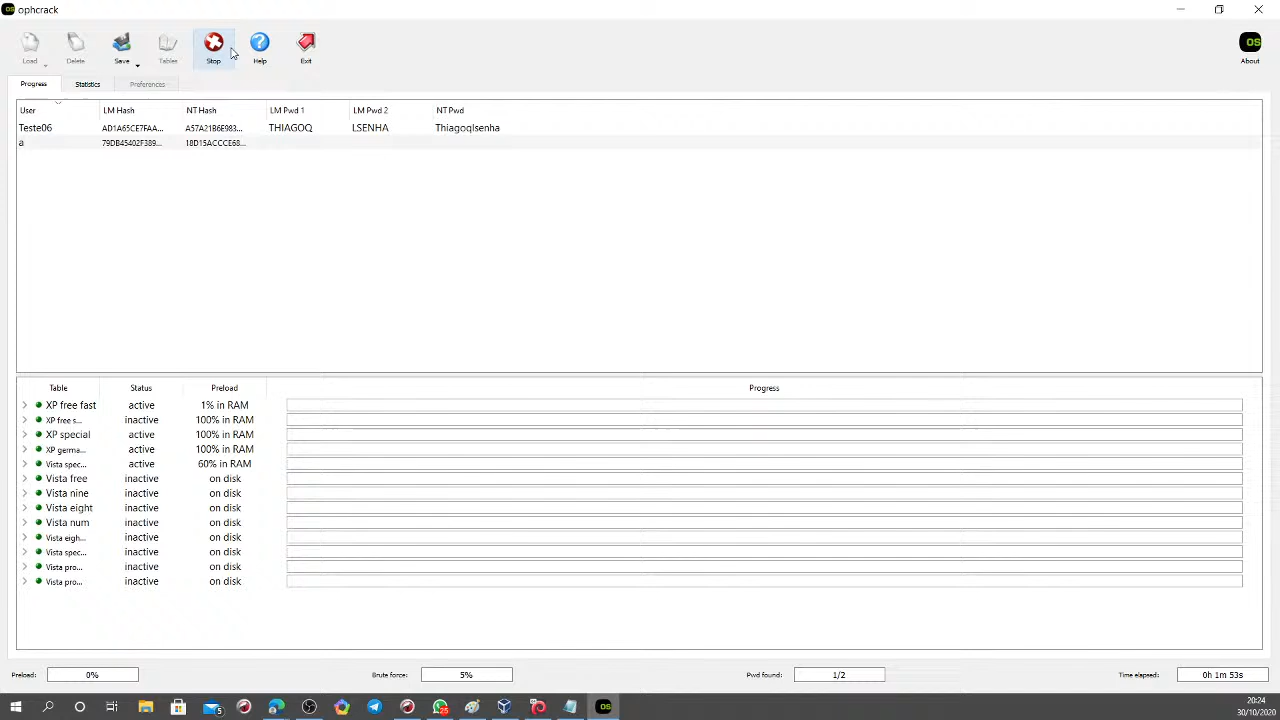 OS ophcrack
Load Delete Save Tables Stop Help Exit OS About
Progress Statistics Preferences
User LM Hash NT Hash LM Pwd 1 LM Pwd 2 NT Pwd
Teste06 AD1A65CE7FAA... A57A21B6E983... THIAGOQ LSENHA Thiagoqlsenha
a 79DB45402F389... 18D15ACCCE68...
Table Status Preload Progress
XP free fast active 1% in RAM
XP free s... inactive 100% in RAM
XP special active 100% in RAM
XP germa... active 100% in RAM
Vista spec... active 60% in RAM
Vista free inactive on disk
Vista nine inactive on disk
Vista eight inactive on disk
Vista num inactive on disk
Vista eigh... inactive on disk
Vista spec... inactive on disk
Vista pro... inactive on disk
Vista pro... inactive on disk
Preload: 0% Brute force: 5% Pwd found: 1/2 Time elapsed: 0h 1m 53s
5 25 OS 20:24
30/10/2020